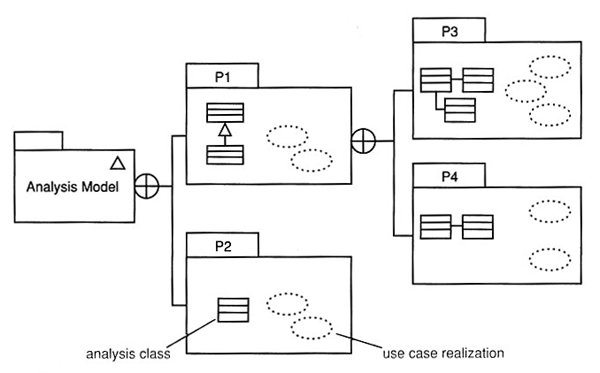 P3
P1
Analysis Model
P4
P2
analysis class
use case realization